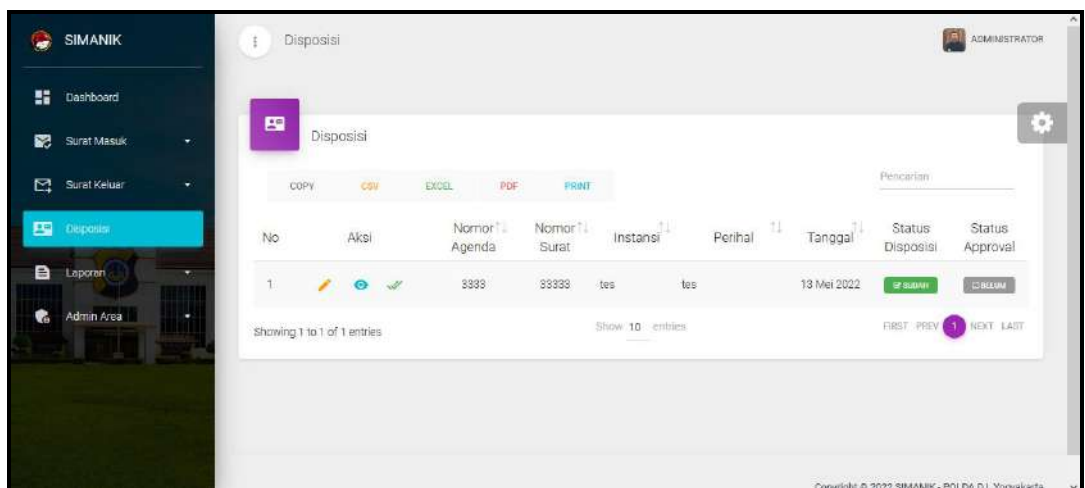 SIMANIK
Disposisi
ADMINISTRATOR
Dashboard
Surat Masuk
Surat Keluar
Disposisi
Laporan
Admin Area
Disposisi
COPY CSV EXCEL PDF PRINT
Pencarian
No Aksi Nomor Agenda Nomor Surat Instansi Perihal Tanggal Status Disposisi Status Approval
1 3333 33333 tes tes 13 Mei 2022 SUDAH BELUM
Showing 1 to 1 of 1 entries
Show 10 entries
FIRST PREV 1 NEXT LAST
Copyright © 2022 SIMANIK - POLDA D.I. Yogyakarta